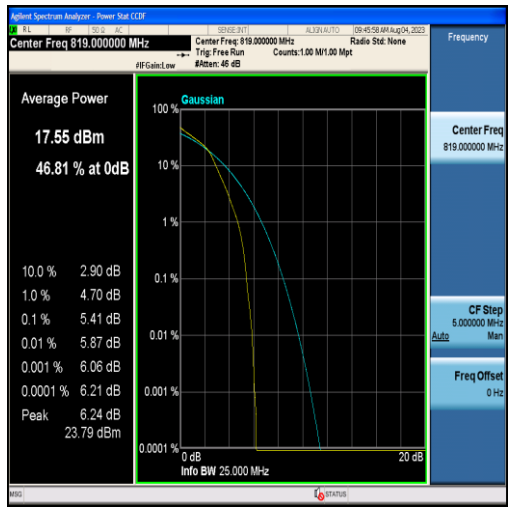 Agilent Spectrum Analyzer - Power Stat CCDF
RL RF 50 Ω AC SENSE:INT ALIGN AUTO 09:45:58 AM Aug 04, 2023
Center Freq 819.000000 MHz
Center Freq: 819.000000 MHz Radio Std: None
Trig: Free Run Counts:1.00 M/1.00 Mpt
#IFGain:Low #Atten: 46 dB
Frequency
Average Power
17.55 dBm
46.81 % at 0dB
10.0 % 2.90 dB
1.0 % 4.70 dB
0.1 % 5.41 dB
0.01 % 5.87 dB
0.001 % 6.06 dB
0.0001 % 6.21 dB
Peak 6.24 dB
23.79 dBm
Gaussian
100 %
10 %
1 %
0.1 %
0.01 %
0.001 %
0.0001 %
0 dB 20 dB
Info BW 25.000 MHz
Center Freq
819.000000 MHz
CF Step
5.000000 MHz
Auto Man
Freq Offset
0 Hz
MSG STATUS